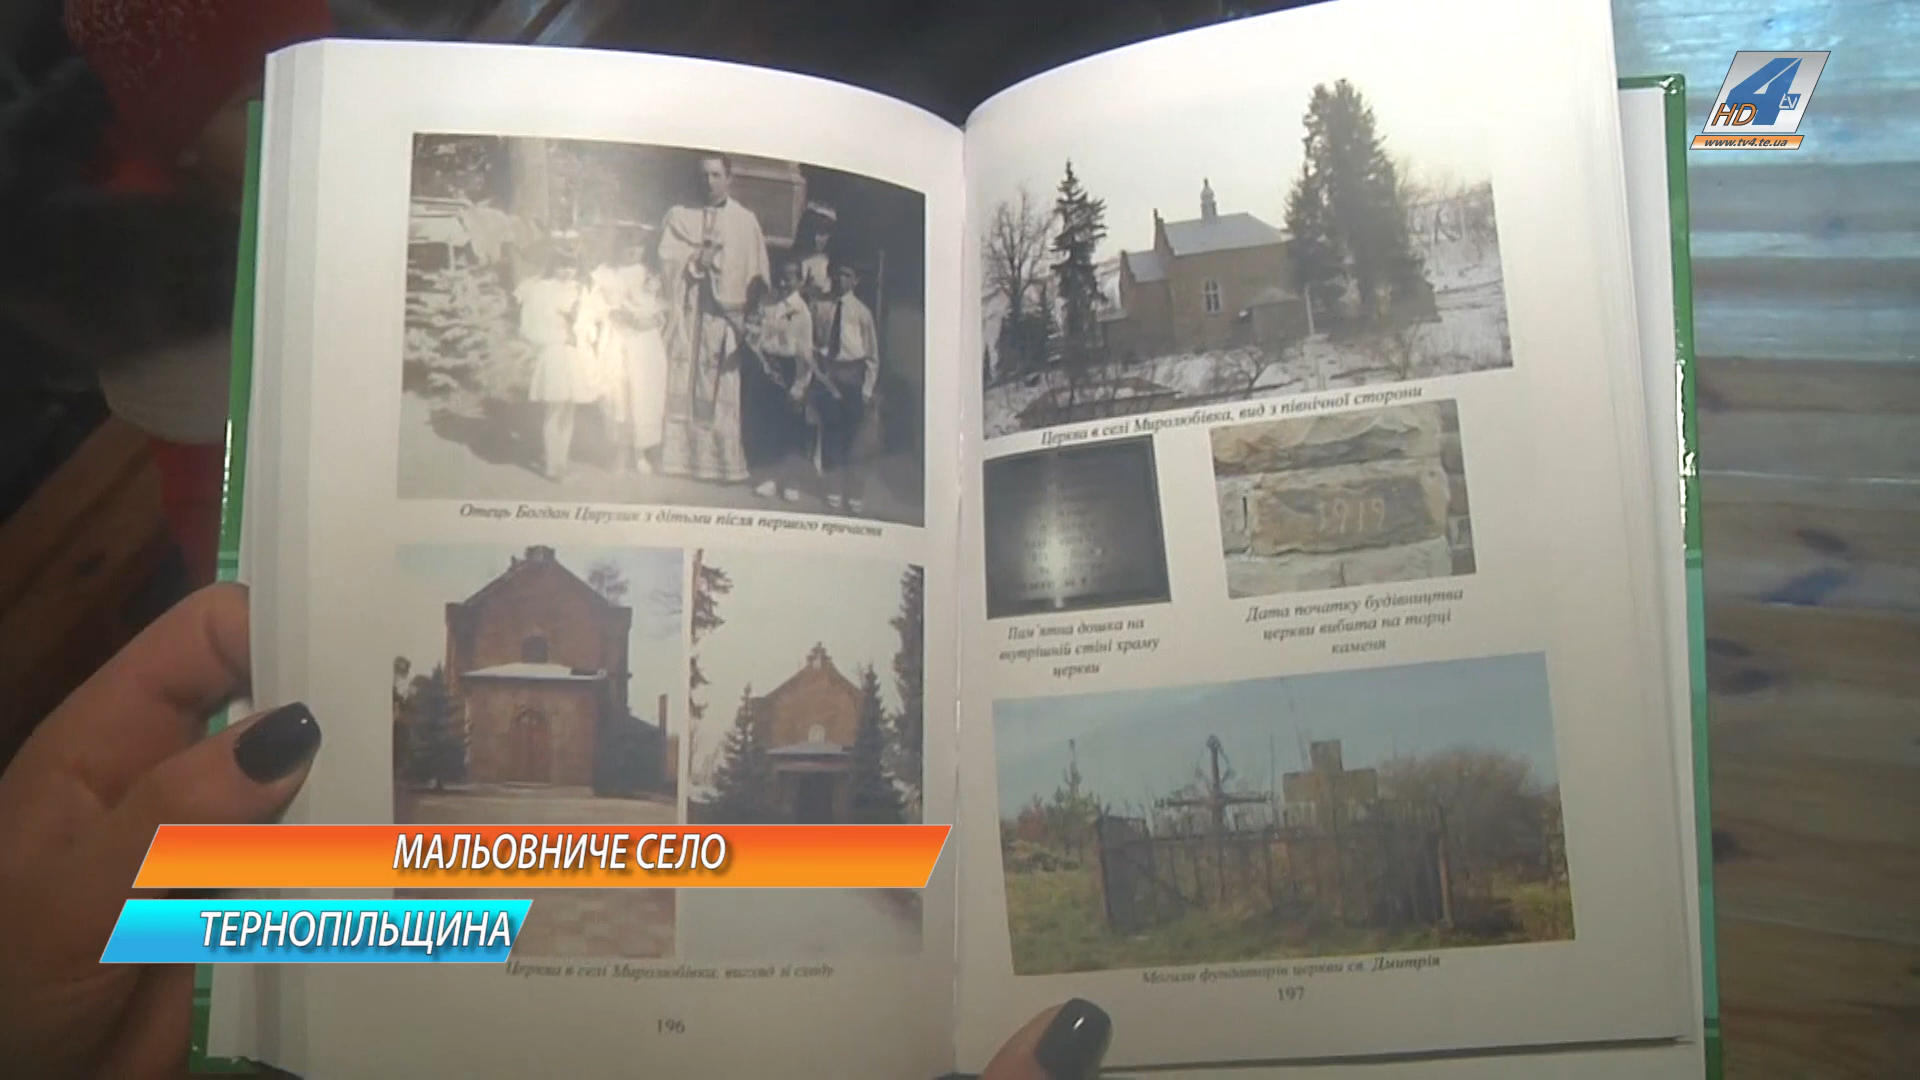 HD 4 tv
www.tv4.te.ua
Отець Богдан Цирулик з дітьми після першого причастя
Церква в селі Миролюбівка, вигляд зі сходу
196
Церква в селі Миролюбівка, вид з північної сторони
1919
Пам'ятна дошка на
внутрішній стіні храму
церкви
Дата початку будівництва
церкви вибита на торці
каменя
Могили фундаторів церкви св. Дмитрія
197
МАЛЬОВНИЧЕ СЕЛО
ТЕРНОПІЛЬЩИНА